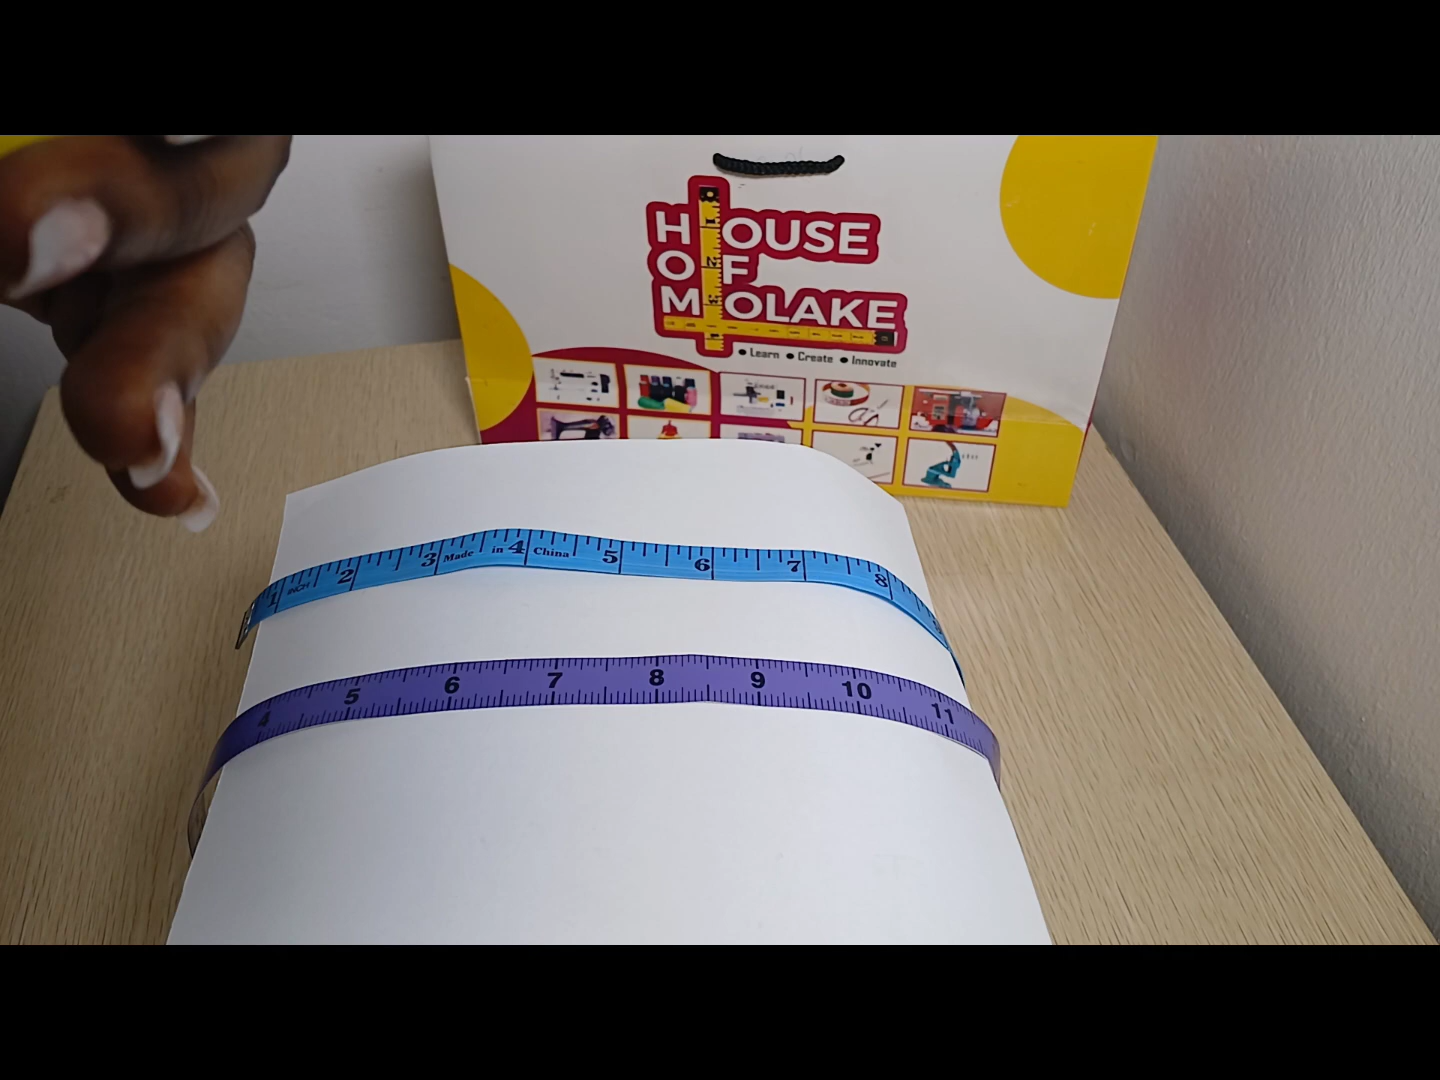 HOUSE
OF
MOLAKE
● Learn ● Create ● Innovate
1 INCH 2 3 Made in 4 China 5 6 7 8 9
4 5 6 7 8 9 10 11